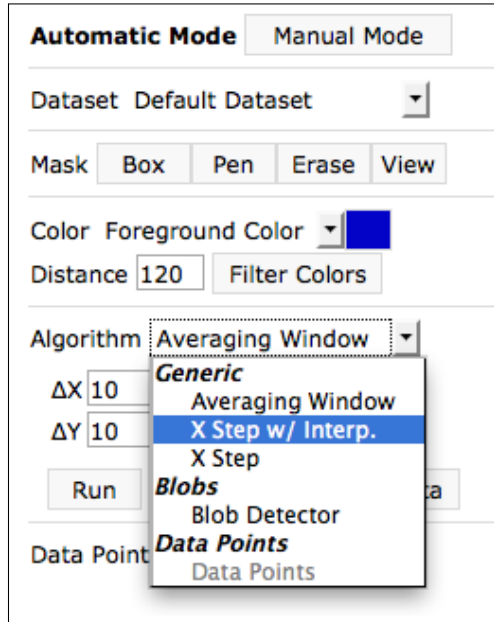 Automatic Mode Manual Mode
Dataset Default Dataset
Mask Box Pen Erase View
Color Foreground Color
Distance 120 Filter Colors
Algorithm Averaging Window
Generic
ΔX 10
Averaging Window
ΔY 10 X Step w/ Interp.
X Step
Run Blobs ta
Blob Detector
Data Point Data Points
Data Points